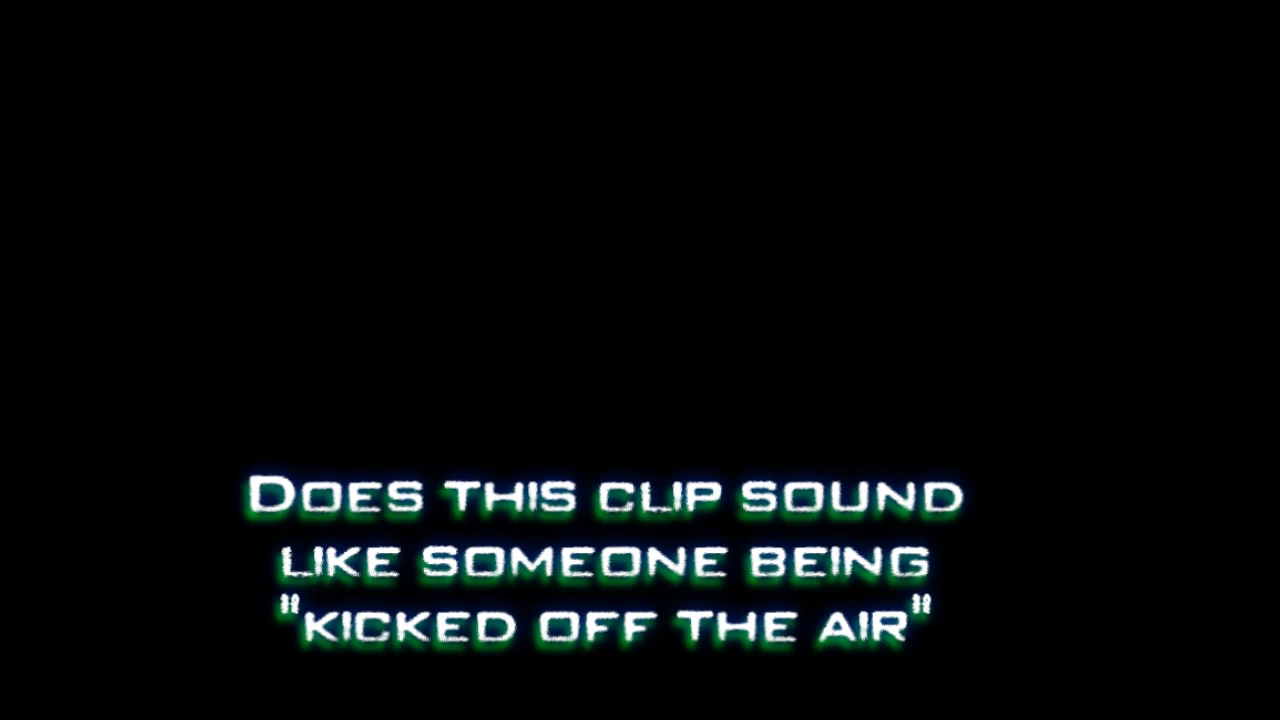 Does this clip sound
like someone being
"kicked off the air"